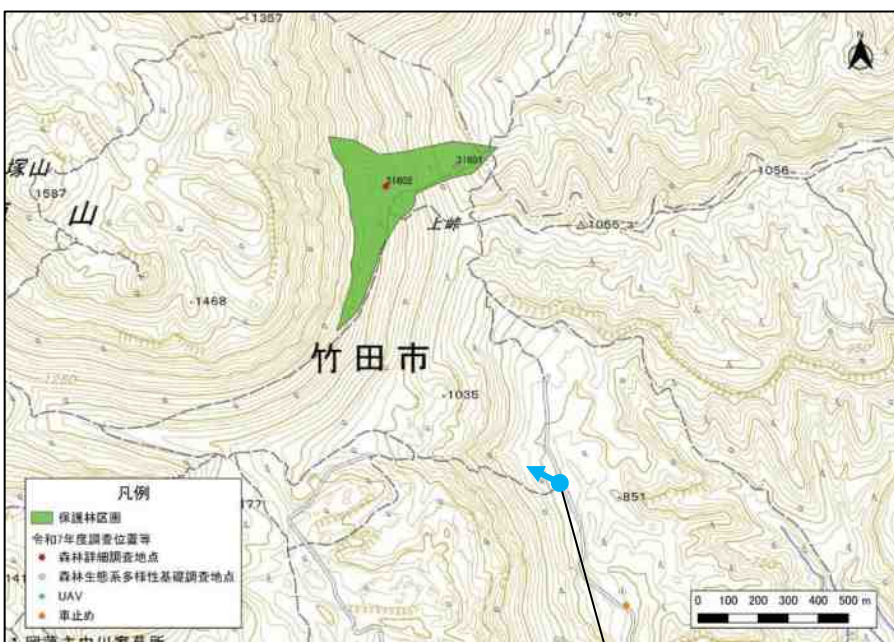 1357
N
31601
塚山
31602
1056
1587
山
上峠
1055.3
1468
竹田市
1035
851
凡例
保護林区画
令和7年度調査位置等
森林詳細調査地点
森林生態系多様性基礎調査地点
UAV
車止め
0 100 200 300 400 500 m